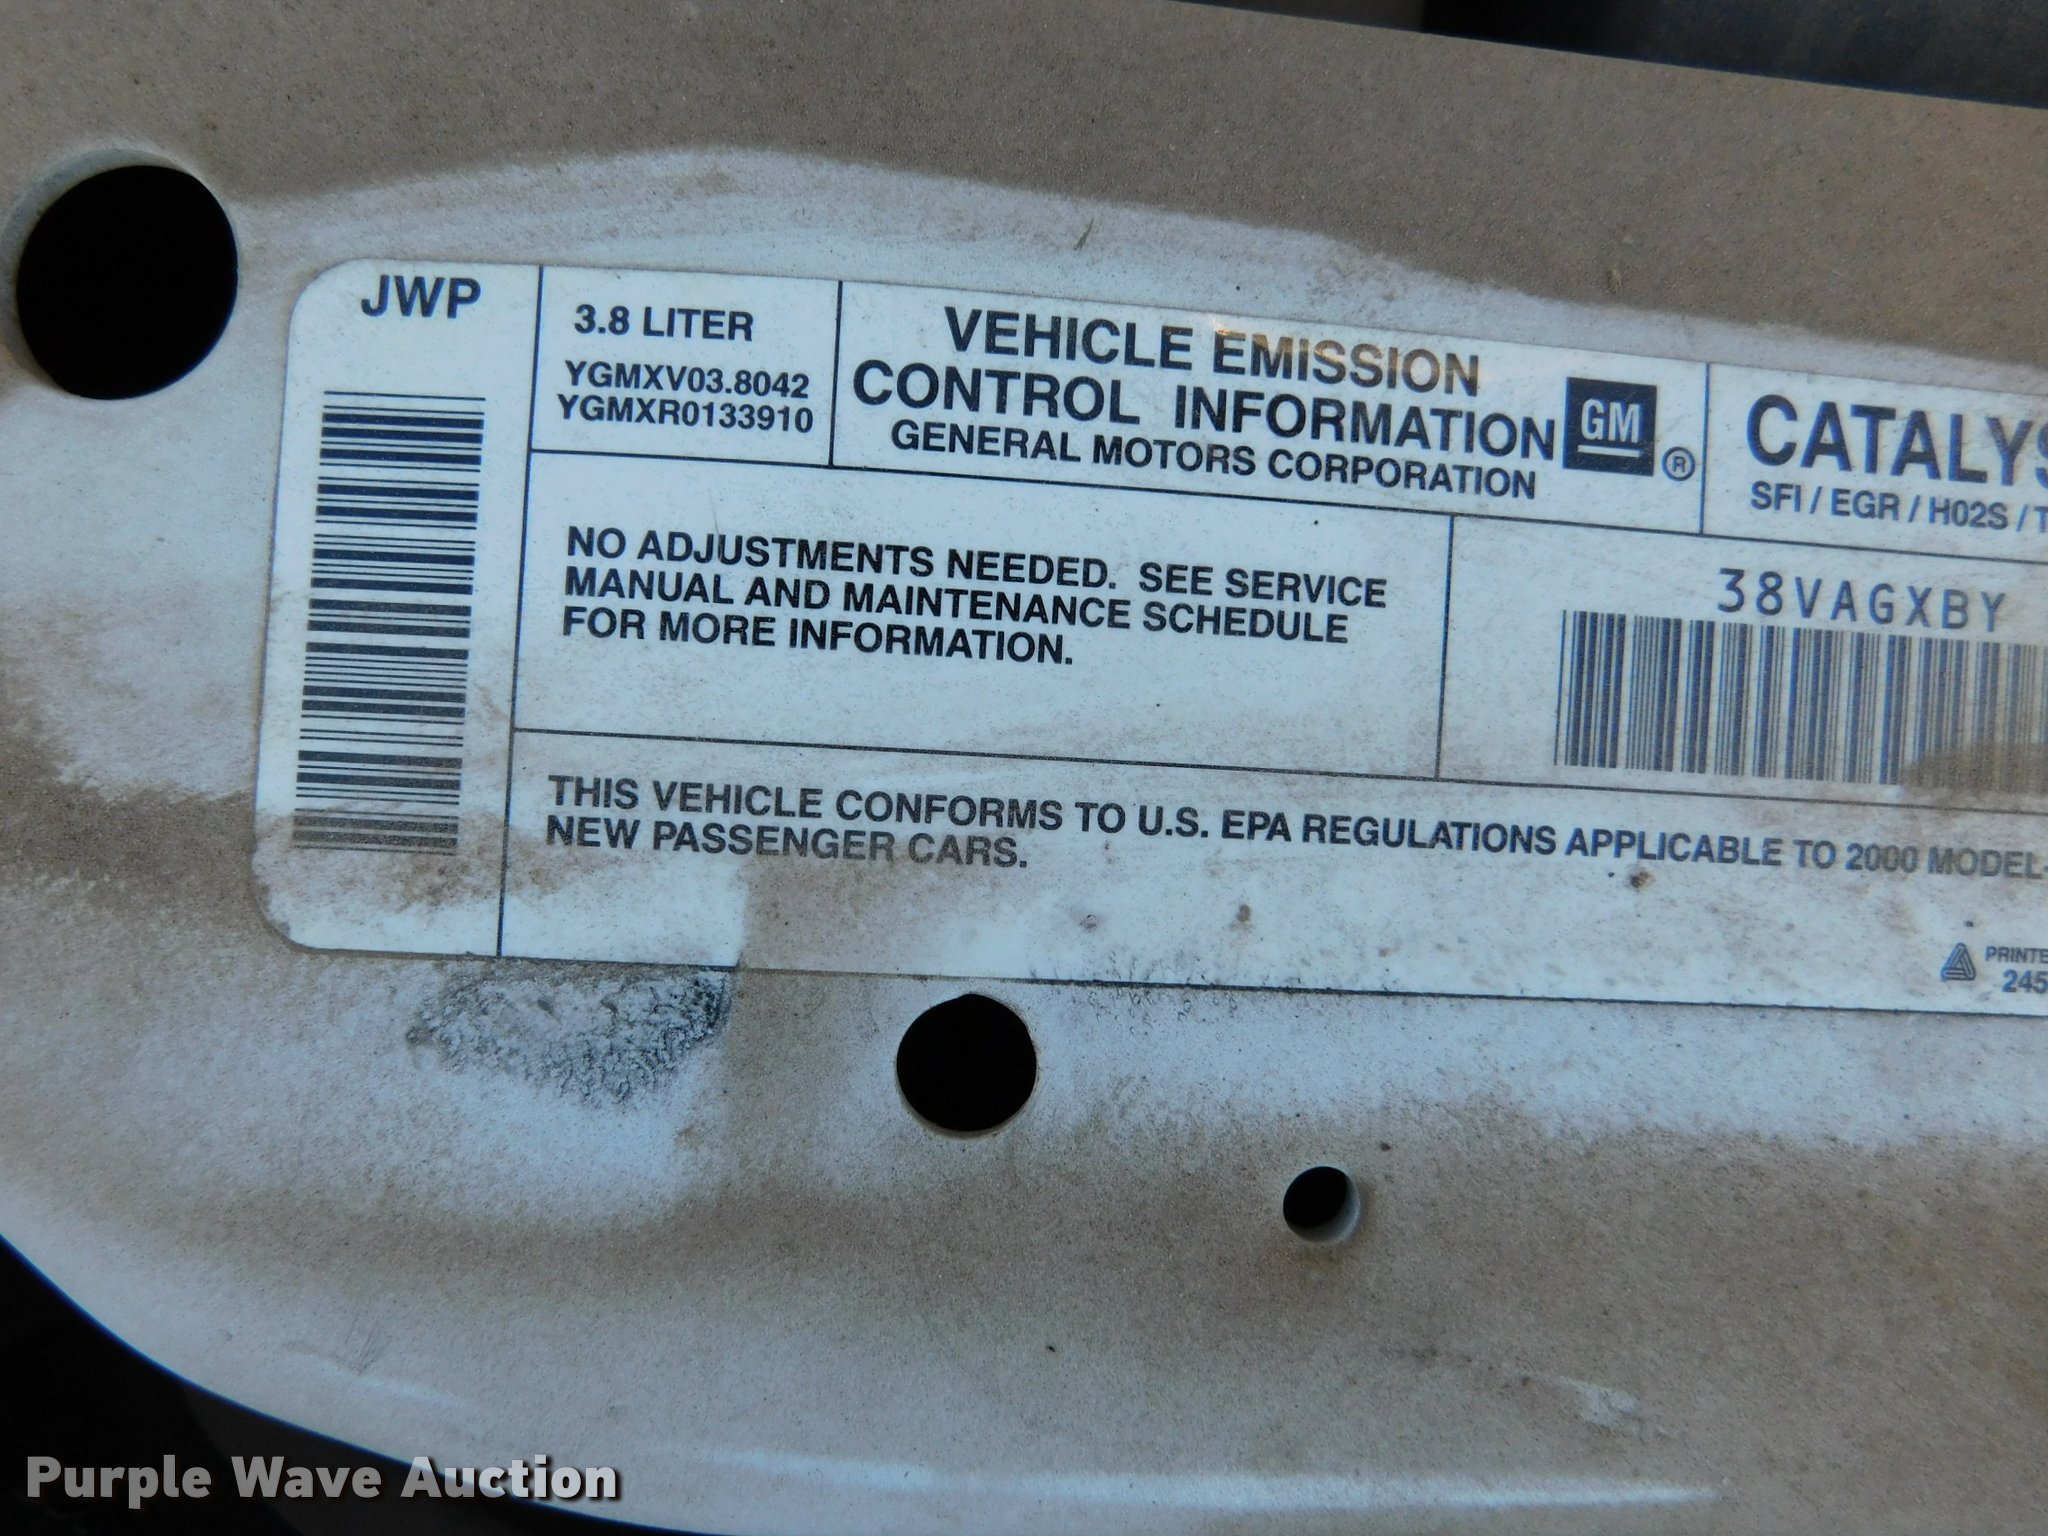 JWP
3.8 LITER
YGMXV03.8042
YGMXR0133910
VEHICLE EMISSION
CONTROL INFORMATION
GENERAL MOTORS CORPORATION
GM
®
CATALYS
SFI / EGR / H02S / T
NO ADJUSTMENTS NEEDED. SEE SERVICE
MANUAL AND MAINTENANCE SCHEDULE
FOR MORE INFORMATION.
38VAGXBY
THIS VEHICLE CONFORMS TO U.S. EPA REGULATIONS APPLICABLE TO 2000 MODEL-
NEW PASSENGER CARS.
PRINTE
245
Purple Wave Auction